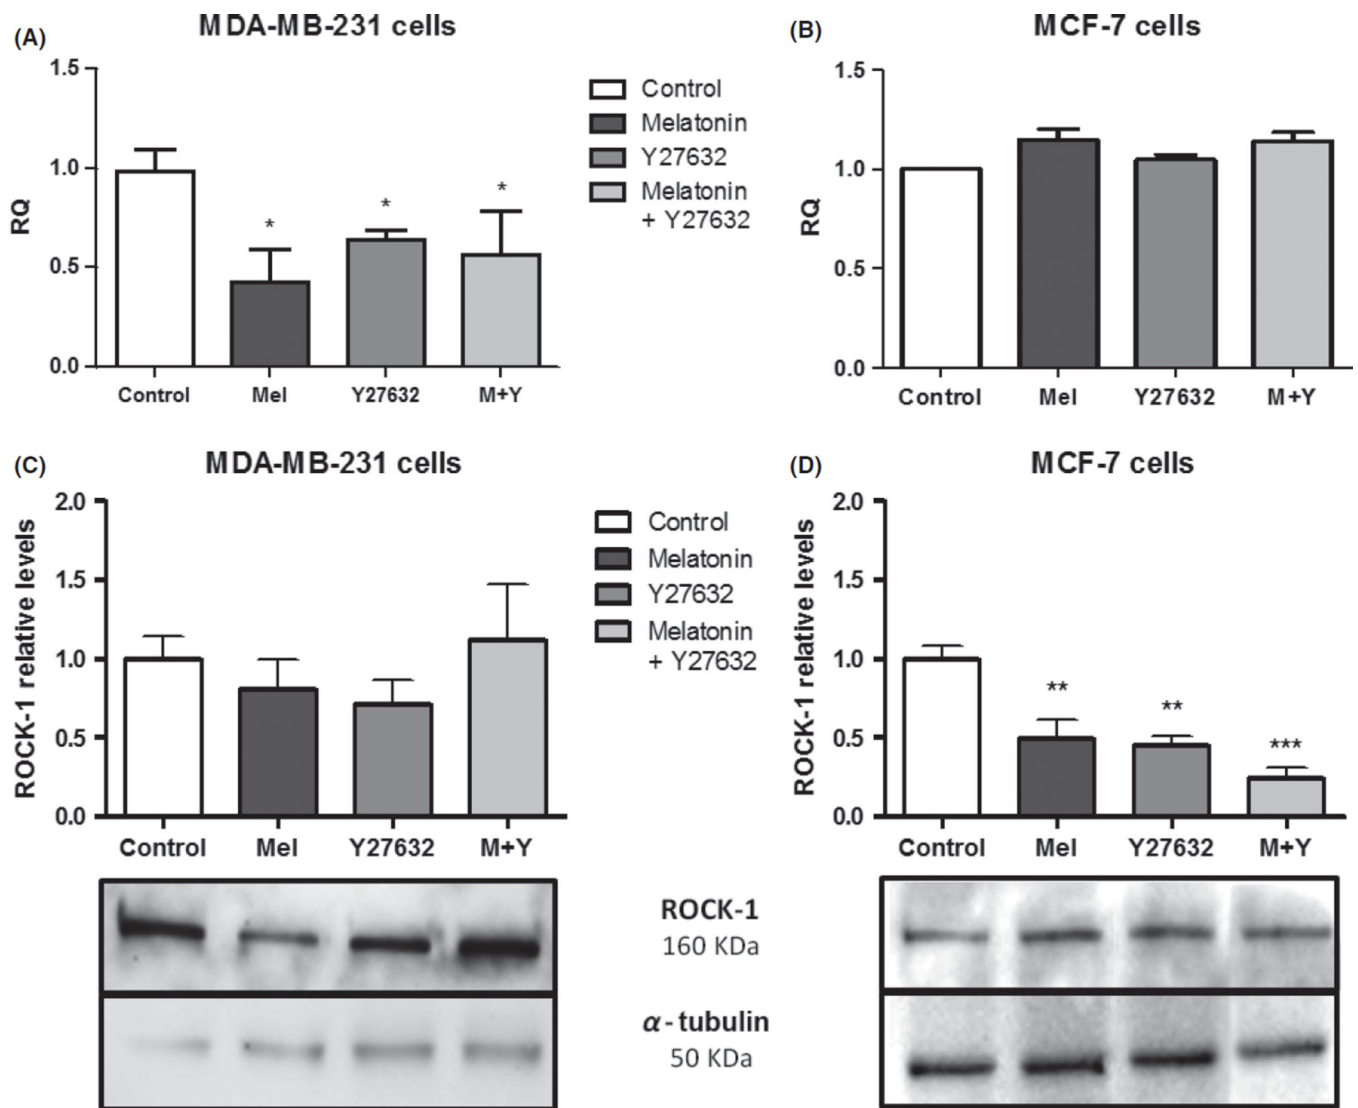 (A)
MDA-MB-231 cells
1.5
1.0
0.5
0.0
RQ
*
*
*
Control
Mel
Y27632
M+Y
Control
Melatonin
Y27632
Melatonin
+ Y27632
(B)
MCF-7 cells
1.5
1.0
0.5
0.0
RQ
Control
Mel
Y27632
M+Y
(C)
MDA-MB-231 cells
2.0
1.5
1.0
0.5
0.0
ROCK-1 relative levels
Control
Mel
Y27632
M+Y
Control
Melatonin
Y27632
Melatonin
+ Y27632
(D)
MCF-7 cells
2.0
1.5
1.0
0.5
0.0
ROCK-1 relative levels
**
**
***
Control
Mel
Y27632
M+Y
ROCK-1
160 KDa
α- tubulin
50 KDa